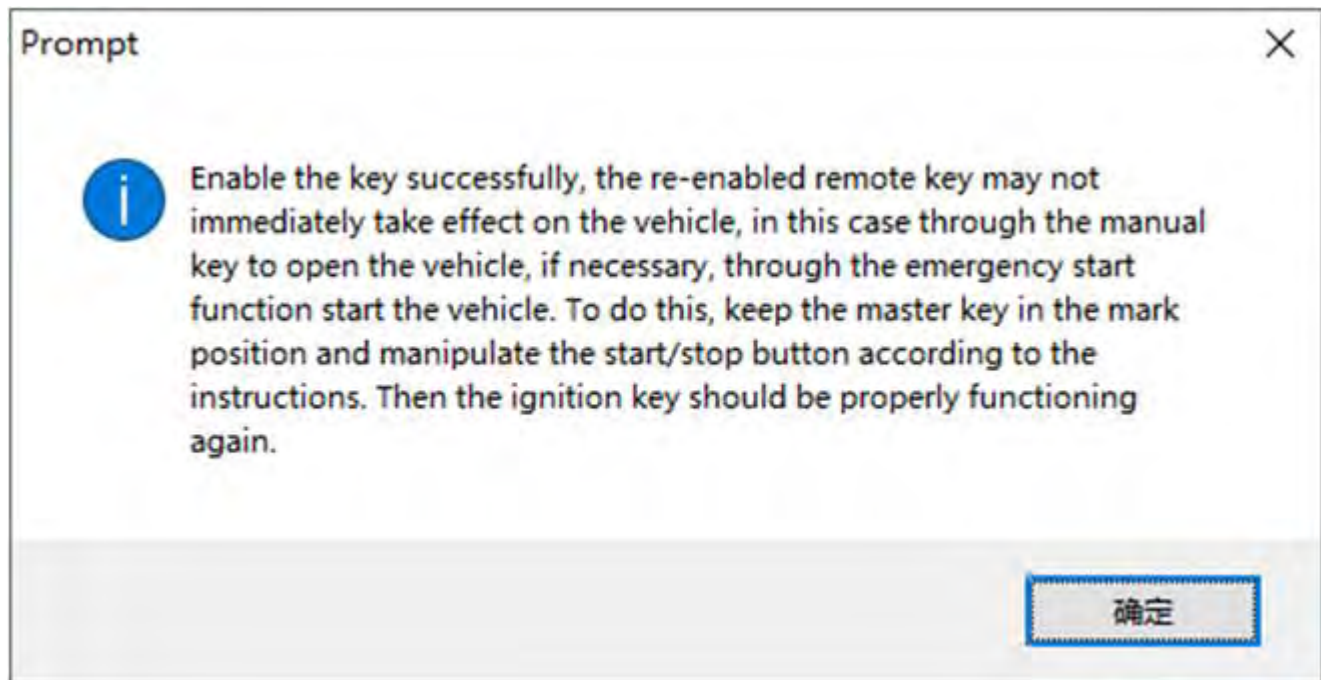 Prompt
Enable the key successfully, the re-enabled remote key may not
immediately take effect on the vehicle, in this case through the manual
key to open the vehicle, if necessary, through the emergency start
function start the vehicle. To do this, keep the master key in the mark
position and manipulate the start/stop button according to the
instructions. Then the ignition key should be properly functioning
again.
确定